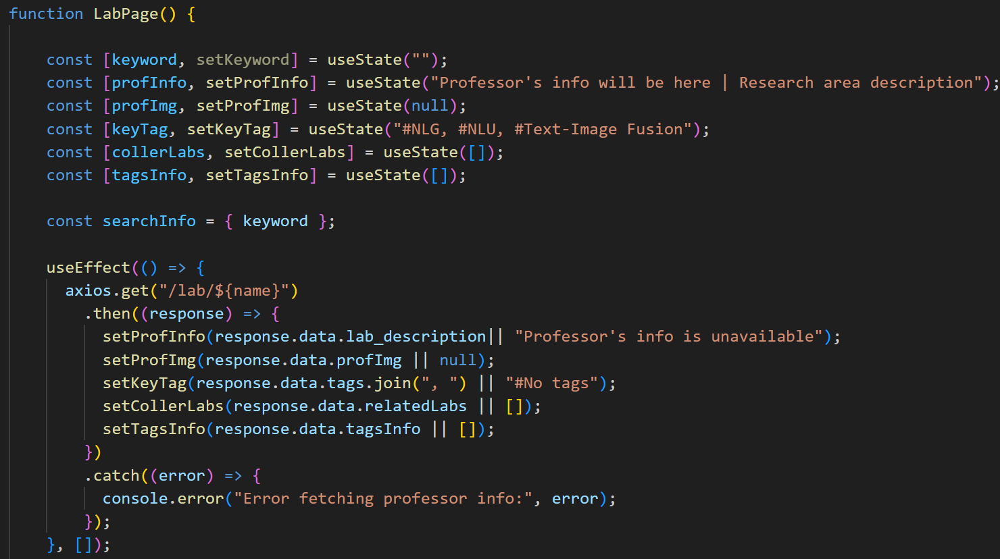 function LabPage() {
const [keyword, setKeyword] = useState("");
const [profInfo, setProfInfo] = useState("Professor's info will be here | Research area description");
const [profImg, setProfImg] = useState(null);
const [keyTag, setKeyTag] = useState("#NLG, #NLU, #Text-Image Fusion");
const [collerLabs, setCollerLabs] = useState([]);
const [tagsInfo, setTagsInfo] = useState([]);
const searchInfo = { keyword };
useEffect(() => {
axios.get("/lab/${name}")
.then((response) => {
setProfInfo(response.data.lab_description|| "Professor's info is unavailable");
setProfImg(response.data.profImg || null);
setKeyTag(response.data.tags.join(", ") || "#No tags");
setCollerLabs(response.data.relatedLabs || []);
setTagsInfo(response.data.tagsInfo || []);
})
.catch((error) => {
console.error("Error fetching professor info:", error);
});
}, []);